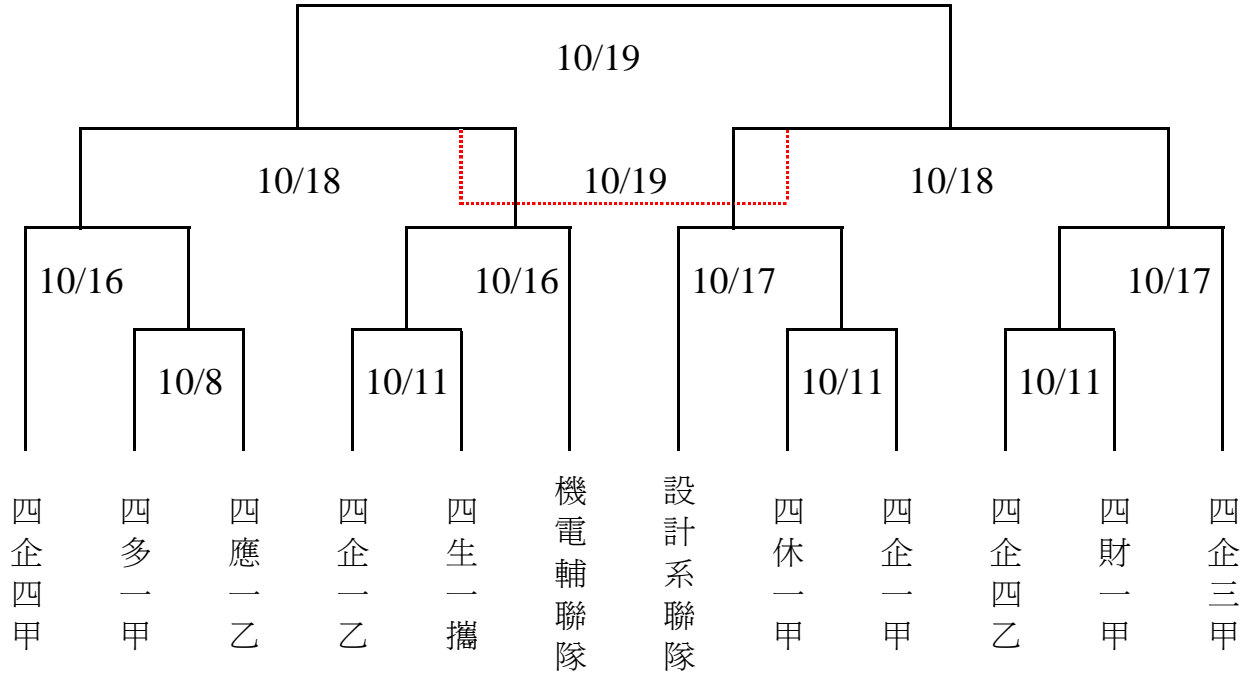 10/19
10/18
10/19
10/18
10/16
10/16
10/17
10/17
10/8
10/11
10/11
10/11
四企四甲
四多一甲
四應一乙
四企一乙
四生一攜
機電輔聯隊
設計系聯隊
四休一甲
四企一甲
四企四乙
四財一甲
四企三甲